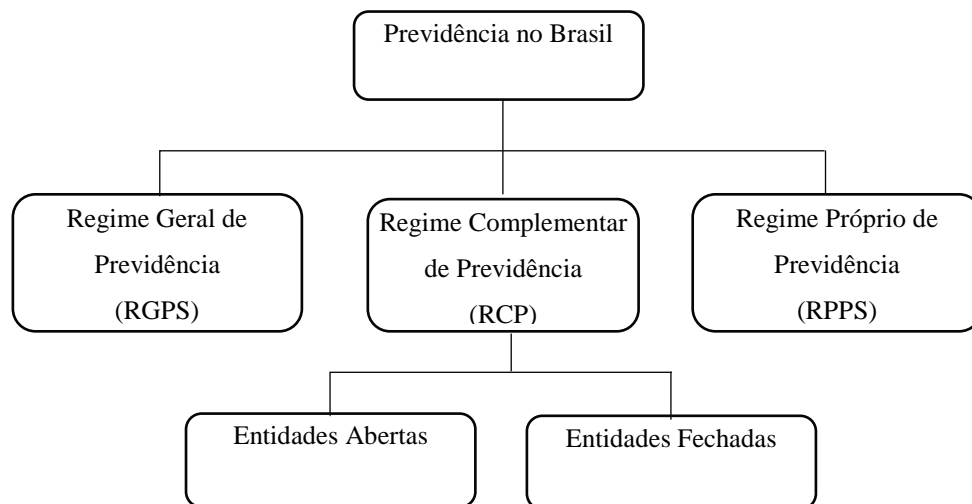 Previdência no Brasil
Regime Geral de
Previdência
(RGPS)
Regime Complementar
de Previdência
(RCP)
Regime Próprio de
Previdência
(RPPS)
Entidades Abertas
Entidades Fechadas